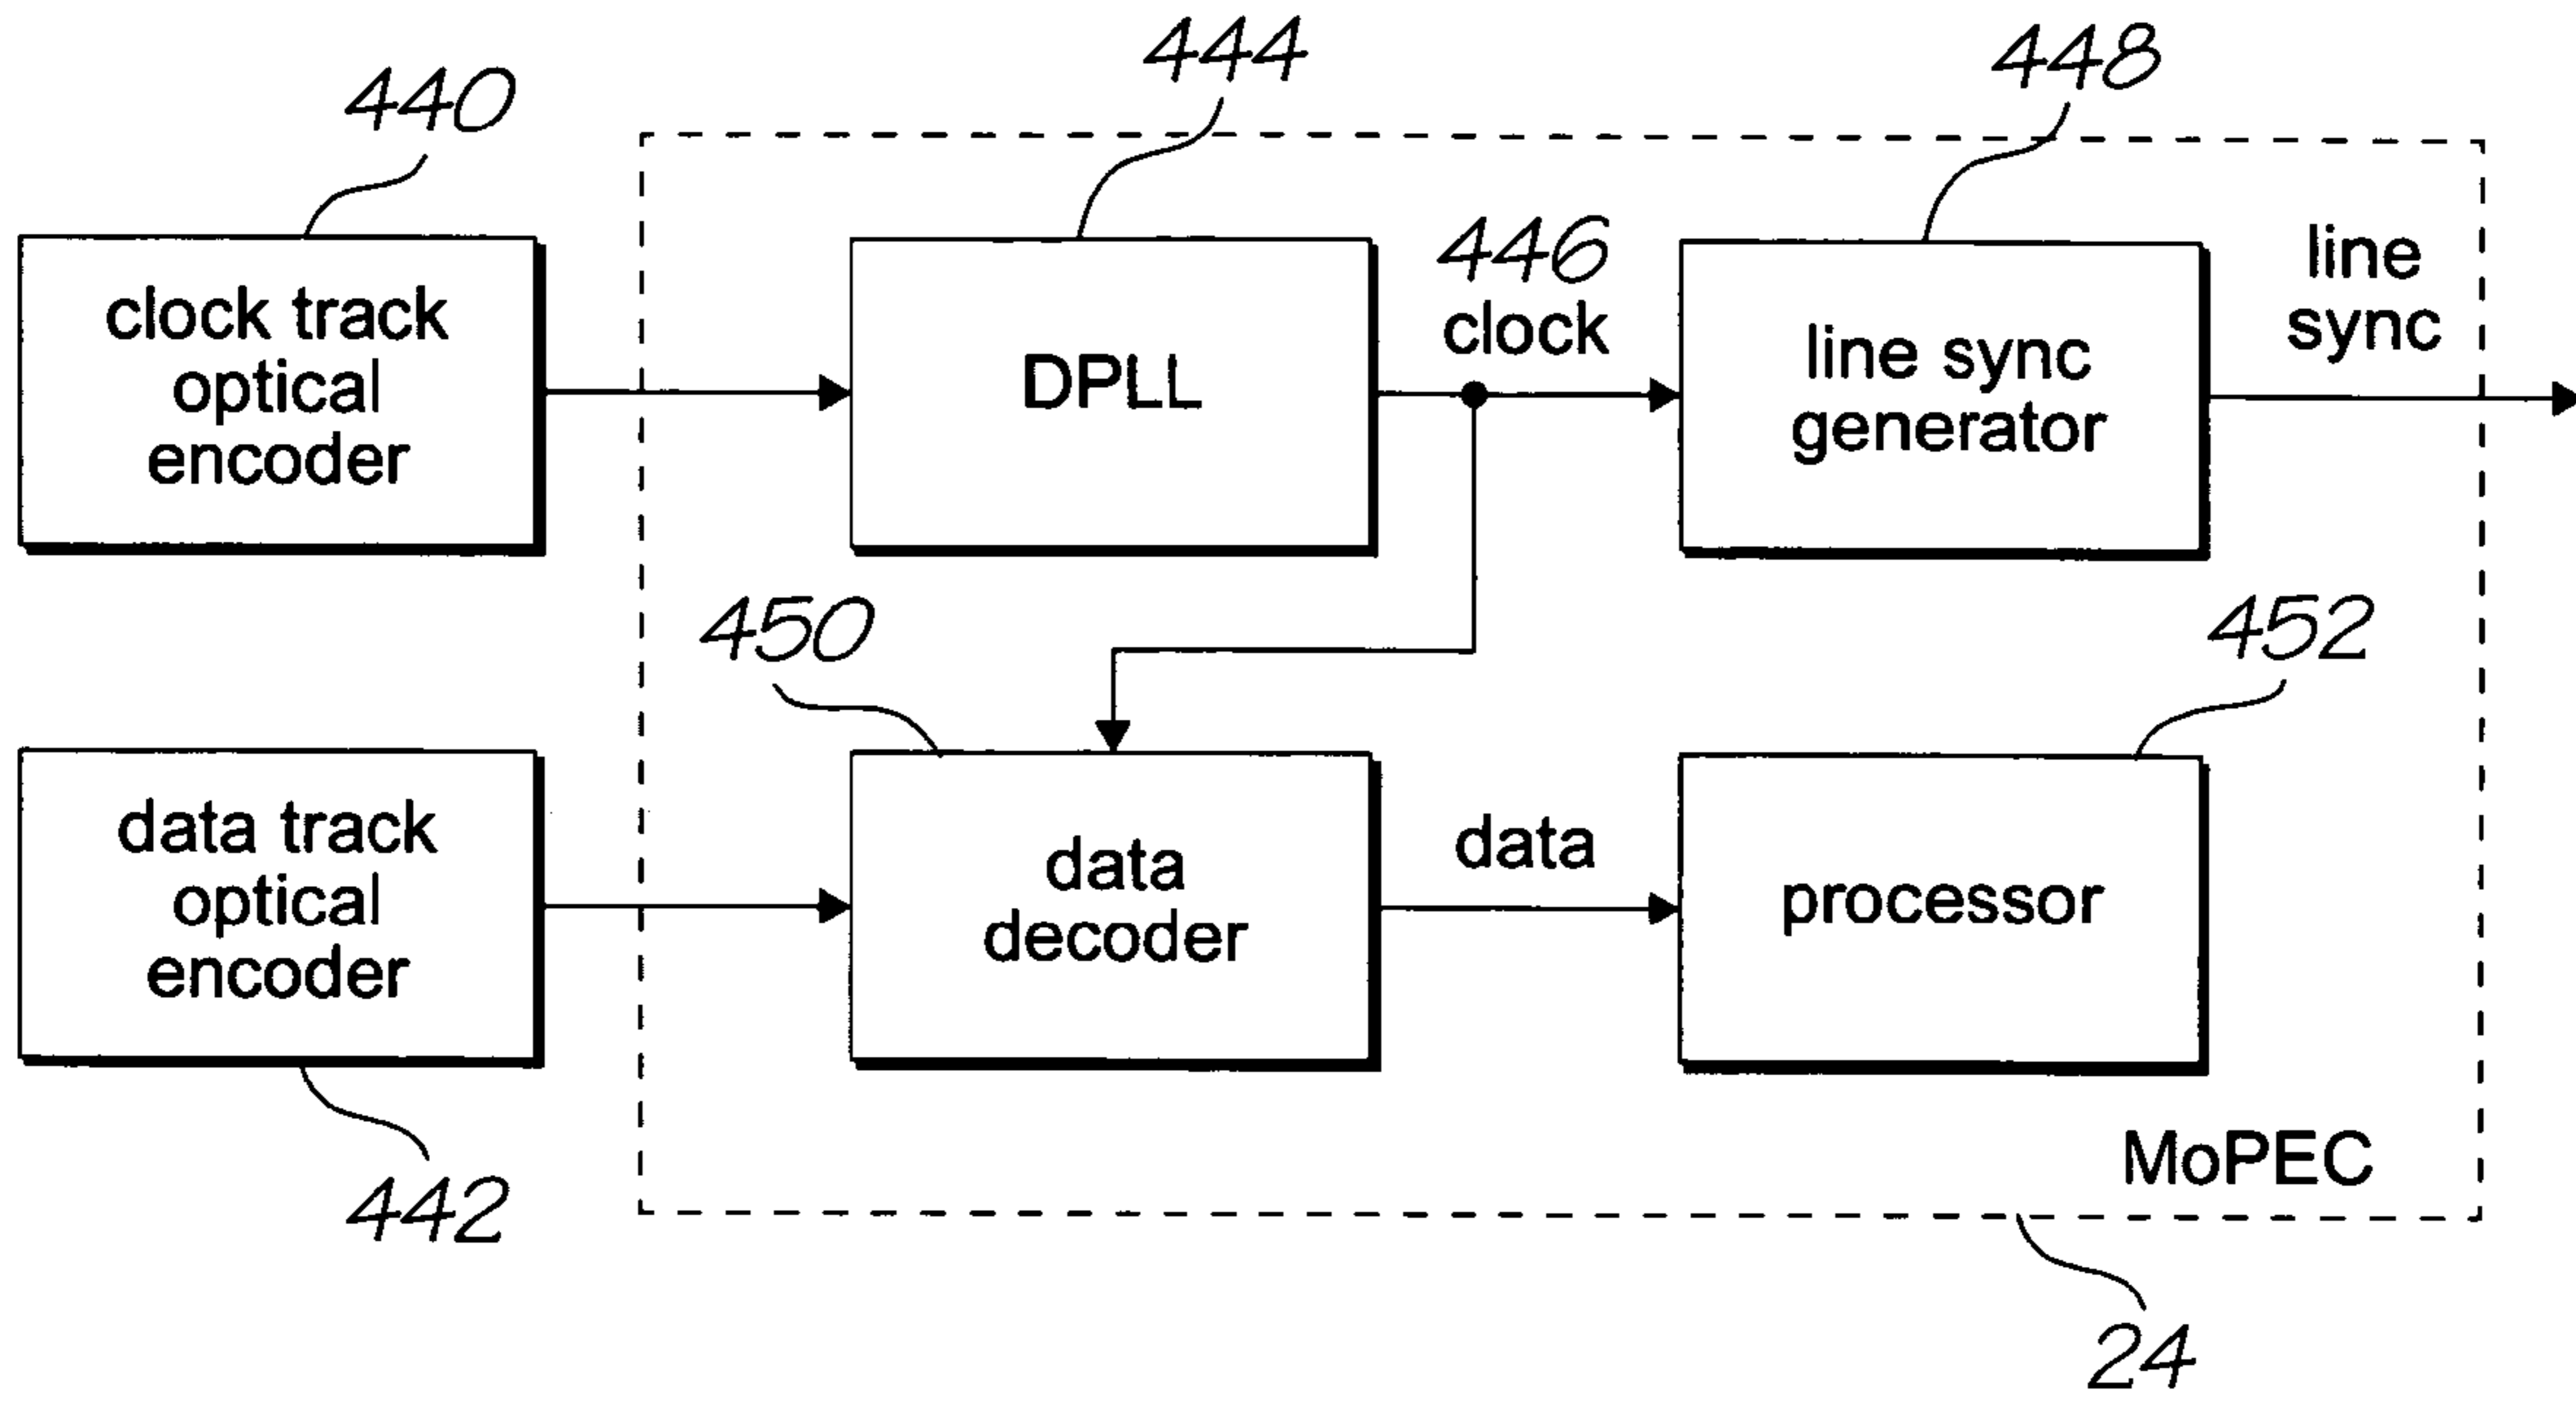 444
448
440
446
clock
line
sync
clock track
optical
encoder
DPLL
line sync
generator
450
452
data track
optical
encoder
data
decoder
data
processor
MoPEC
442
24